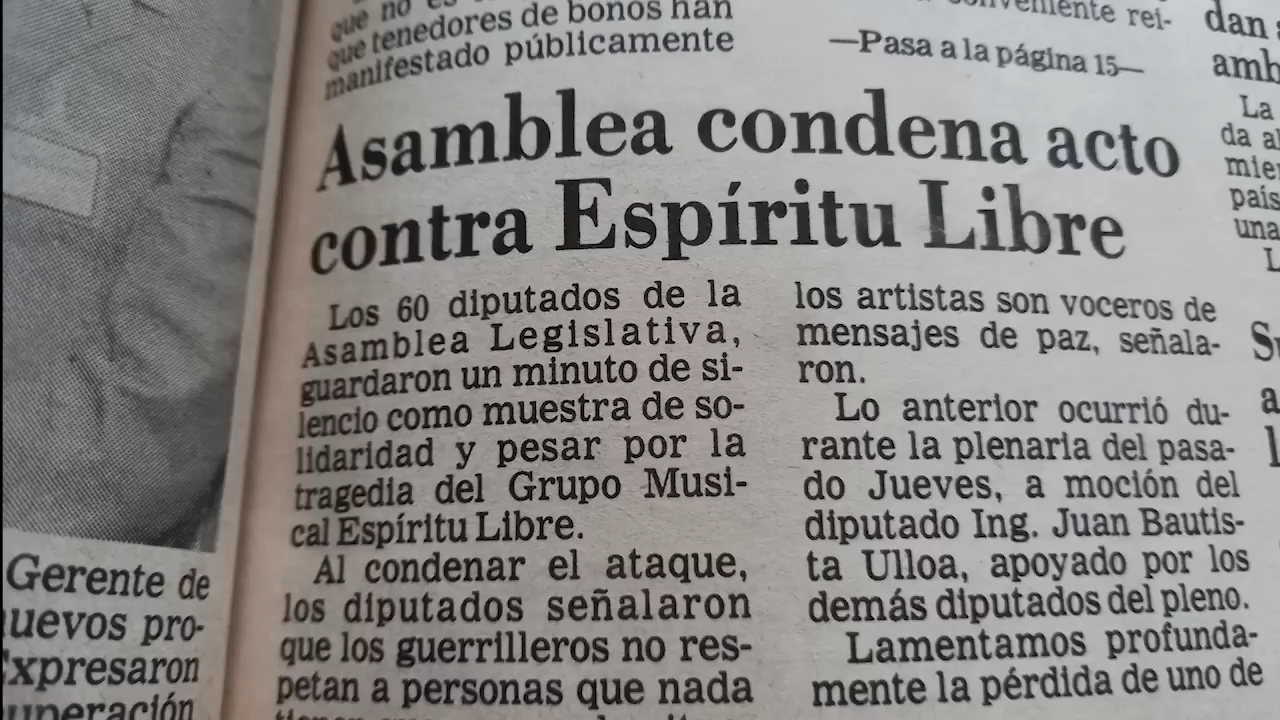 que no es
que tenedores de bonos han
manifestado públicamente
rei-
—Pasa a la página 15—
Asamblea condena acto
contra Espíritu Libre
Los 60 diputados de la
Asamblea Legislativa,
guardaron un minuto de si-
lencio como muestra de so-
lidaridad y pesar por la
tragedia del Grupo Musi-
cal Espíritu Libre.
Al condenar el ataque,
los diputados señalaron
que los guerrilleros no res-
petan a personas que nada
los artistas son voceros de
mensajes de paz, señala-
ron.
Lo anterior ocurrió du-
rante la plenaria del pasa-
do Jueves, a moción del
diputado Ing. Juan Bautis-
ta Ulloa, apoyado por los
demás diputados del pleno.
Lamentamos profunda-
mente la pérdida de uno de
Gerente de
uevos pro-
xpresaron
uperación
dan
amb
La
da a
mie
país
una
L
S
a
l